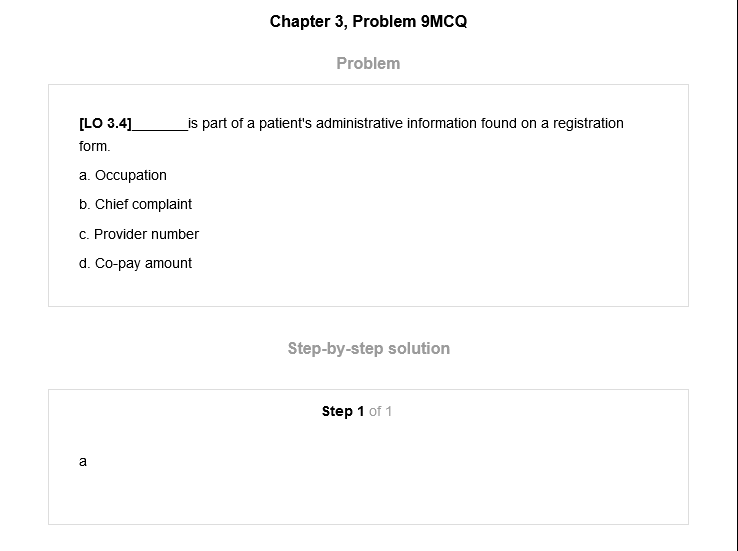 Chapter 3, Problem 9MCQ
Problem
[LO 3.4]_______is part of a patient's administrative information found on a registration
form.
a. Occupation
b. Chief complaint
c. Provider number
d. Co-pay amount
Step-by-step solution
Step 1 of 1
a